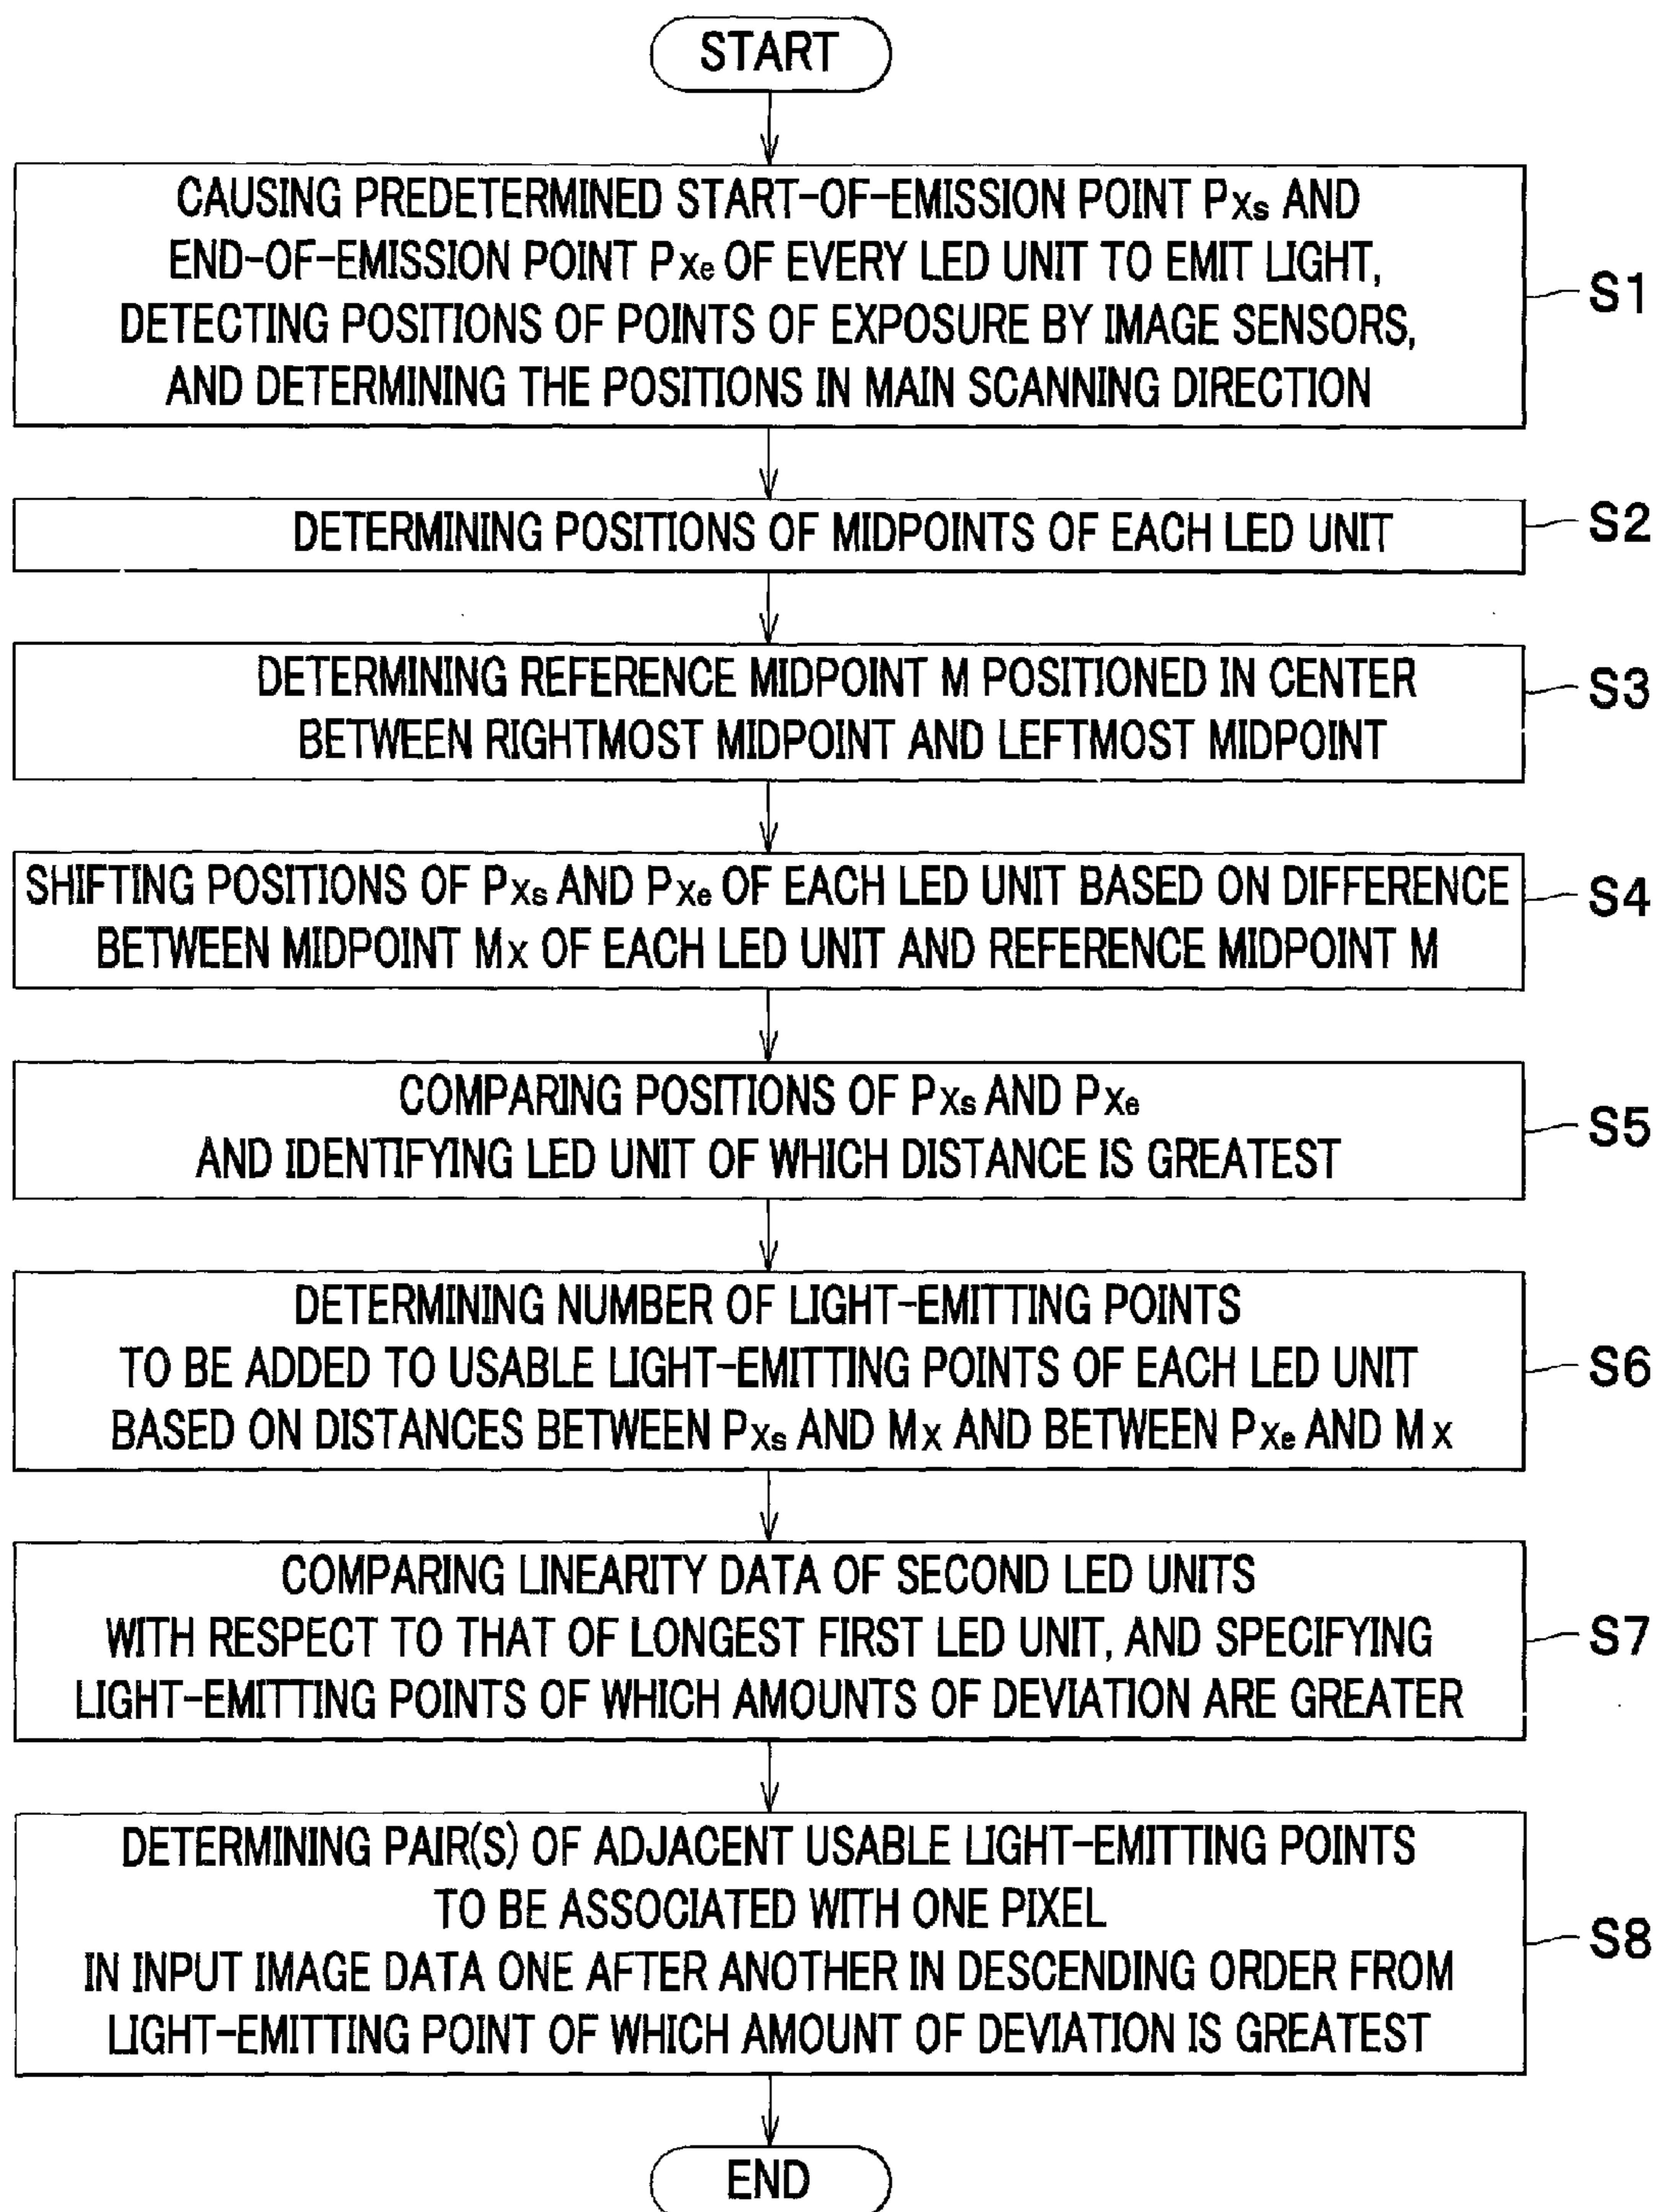 START
CAUSING PREDETERMINED START-OF-EMISSION POINT PXs AND
END-OF-EMISSION POINT PXe OF EVERY LED UNIT TO EMIT LIGHT,
DETECTING POSITIONS OF POINTS OF EXPOSURE BY IMAGE SENSORS,
AND DETERMINING THE POSITIONS IN MAIN SCANNING DIRECTION
S1
DETERMINING POSITIONS OF MIDPOINTS OF EACH LED UNIT
S2
DETERMINING REFERENCE MIDPOINT M POSITIONED IN CENTER
BETWEEN RIGHTMOST MIDPOINT AND LEFTMOST MIDPOINT
S3
SHIFTING POSITIONS OF PXs AND PXe OF EACH LED UNIT BASED ON DIFFERENCE
BETWEEN MIDPOINT MX OF EACH LED UNIT AND REFERENCE MIDPOINT M
S4
COMPARING POSITIONS OF PXs AND PXe
AND IDENTIFYING LED UNIT OF WHICH DISTANCE IS GREATEST
S5
DETERMINING NUMBER OF LIGHT-EMITTING POINTS
TO BE ADDED TO USABLE LIGHT-EMITTING POINTS OF EACH LED UNIT
BASED ON DISTANCES BETWEEN PXs AND MX AND BETWEEN PXe AND MX
S6
COMPARING LINEARITY DATA OF SECOND LED UNITS
WITH RESPECT TO THAT OF LONGEST FIRST LED UNIT, AND SPECIFYING
LIGHT-EMITTING POINTS OF WHICH AMOUNTS OF DEVIATION ARE GREATER
S7
DETERMINING PAIR(S) OF ADJACENT USABLE LIGHT-EMITTING POINTS
TO BE ASSOCIATED WITH ONE PIXEL
IN INPUT IMAGE DATA ONE AFTER ANOTHER IN DESCENDING ORDER FROM
LIGHT-EMITTING POINT OF WHICH AMOUNT OF DEVIATION IS GREATEST
S8
END